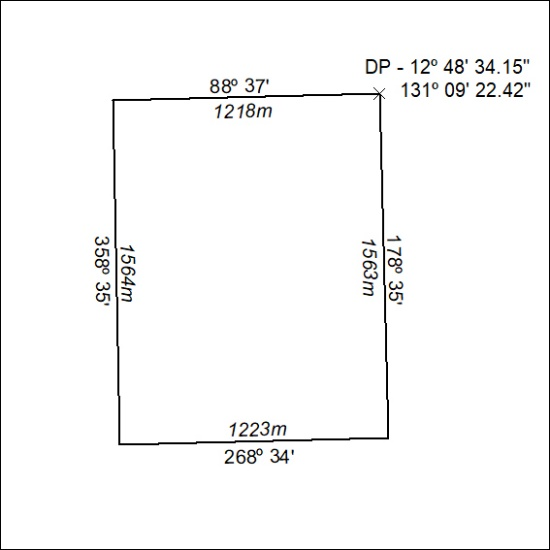 DP - 12º 48' 34.15"
131º 09' 22.42"
88º 37'
1218m
358º 35'
1564m
1563m
178º 35'
1223m
268º 34'